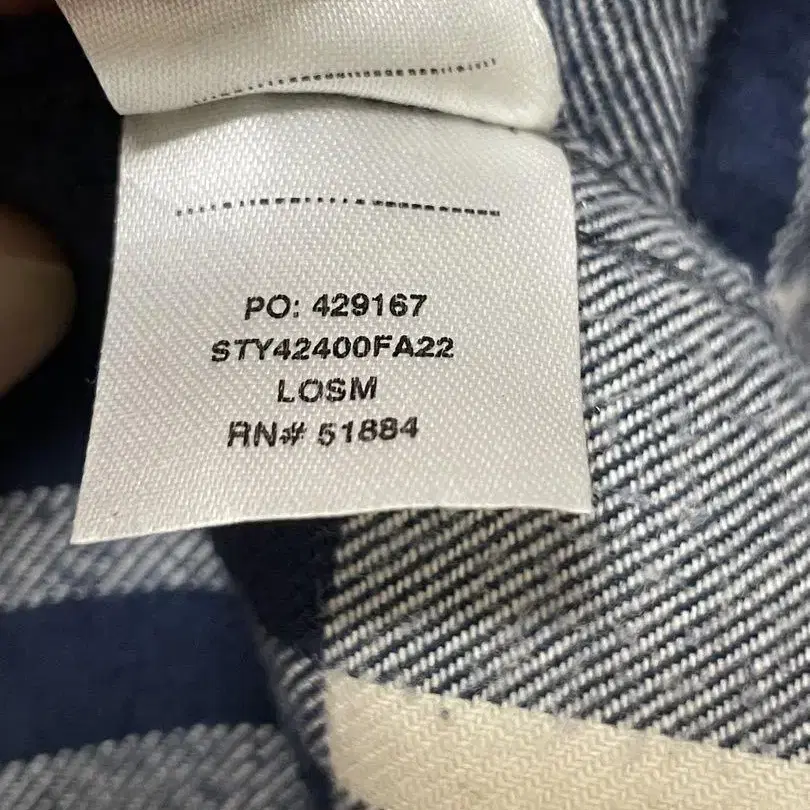 PO: 429167
STY42400FA22
LOSM
RN# 51884